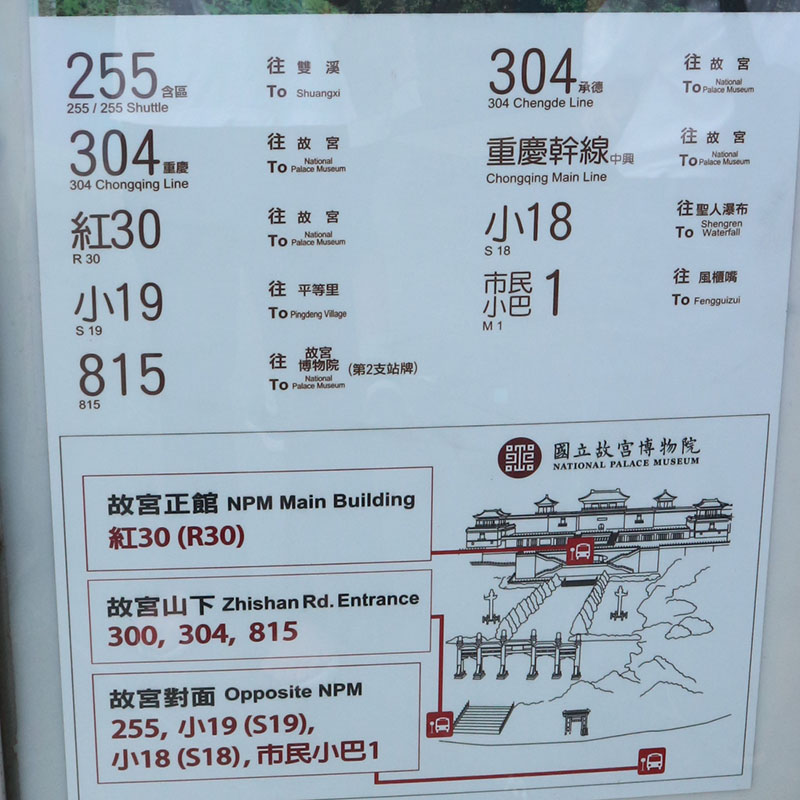 255含區 往 雙溪
255 / 255 Shuttle To Shuangxi
304承德 往 故宮
304 Chengde Line To National Palace Museum
304重慶 往 故宮
304 Chongqing Line To National Palace Museum
重慶幹線中興 往 故宮
Chongqing Main Line To National Palace Museum
紅30 往 故宮
R 30 To National Palace Museum
小18 往 聖人瀑布
S 18 To Shengren Waterfall
小19 往 平等里
S 19 To Pingdeng Village
市民小巴 1 往 風櫃嘴
M 1 To Fengguizui
815 往 故宮博物院 (第2支站牌)
815 To National Palace Museum
國立故宮博物院
NATIONAL PALACE MUSEUM
故宮正館 NPM Main Building
紅30 (R30)
故宮山下 Zhishan Rd. Entrance
300, 304, 815
故宮對面 Opposite NPM
255, 小19 (S19),
小18 (S18), 市民小巴1